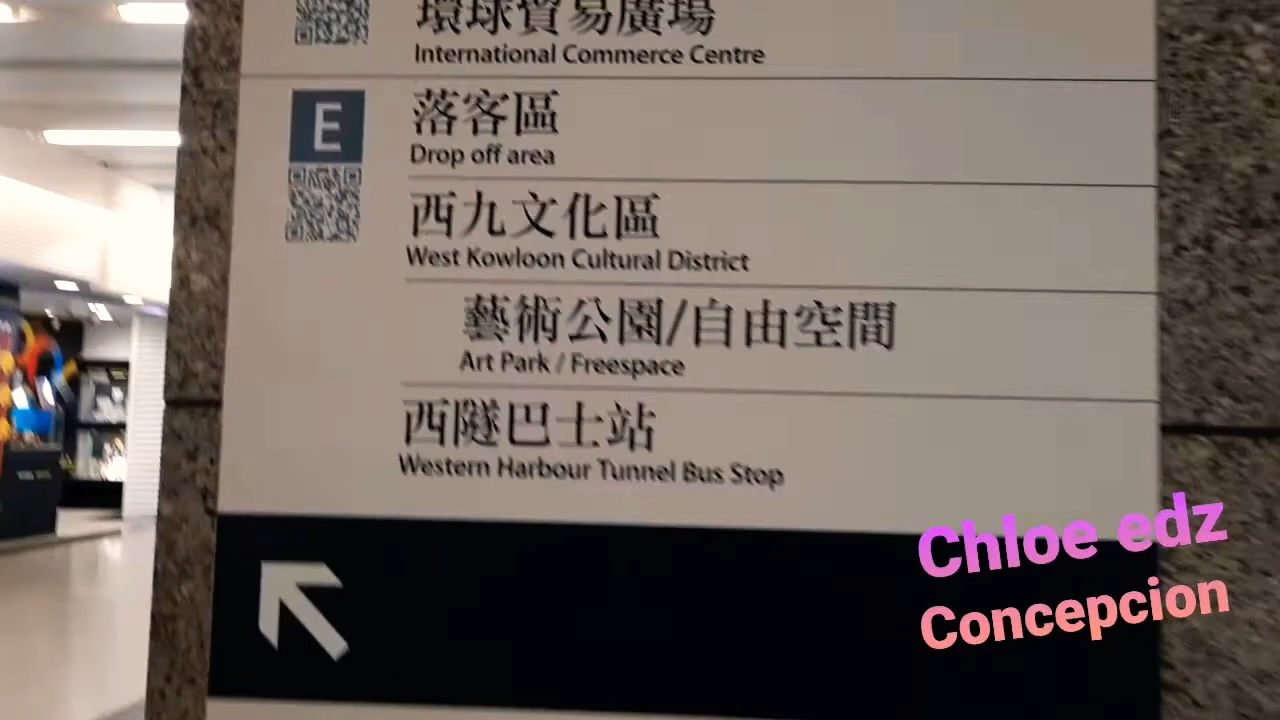 環球貿易廣場
International Commerce Centre
E
落客區
Drop off area
西九文化區
West Kowloon Cultural District
藝術公園/自由空間
Art Park / Freespace
西隧巴士站
Western Harbour Tunnel Bus Stop
Chloe edz
Concepcion